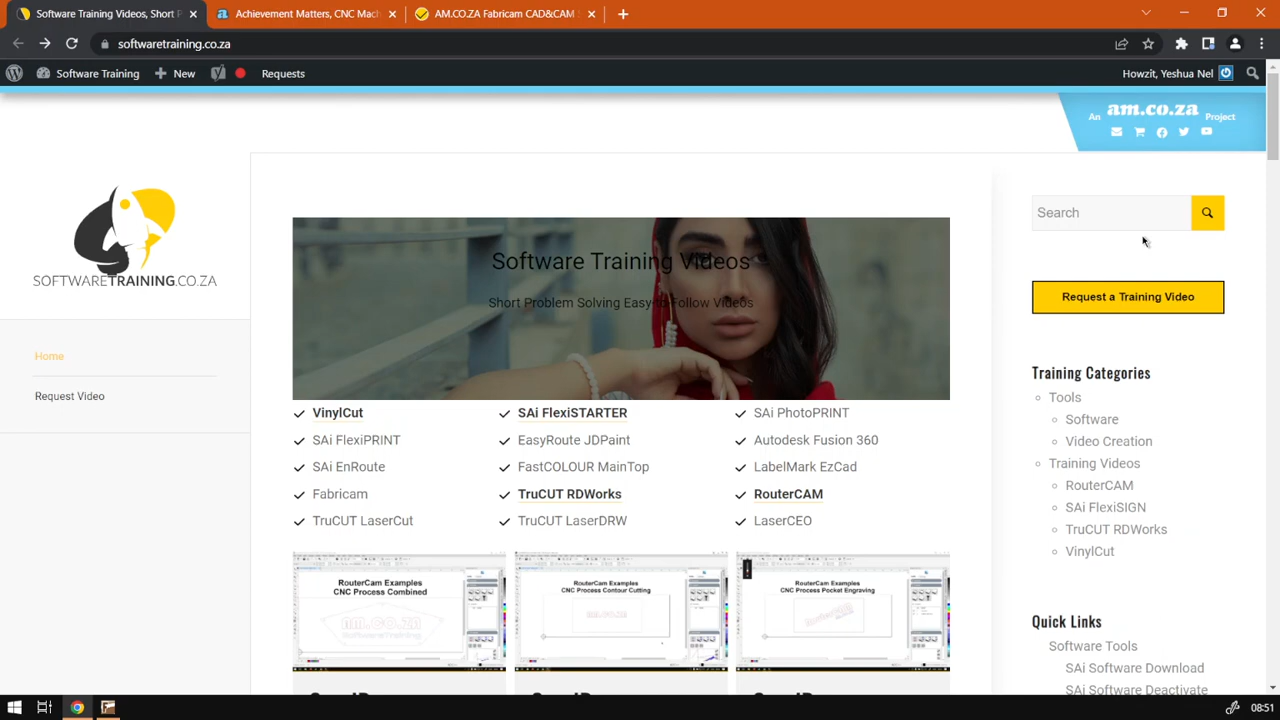 Software Training Videos, Short P
Achievement Matters, CNC Mach
AM.CO.ZA Fabricam CAD&CAM S
softwaretraining.co.za
Software Training
New
Requests
Howzit, Yeshua Nel
An am.co.za Project
SOFTWARETRAINING.CO.ZA
Home
Request Video
Software Training Videos
Short Problem Solving Easy-to-Follow Videos
VinylCut
SAi FlexiSTARTER
SAi PhotoPRINT
SAi FlexiPRINT
EasyRoute JDPaint
Autodesk Fusion 360
SAi EnRoute
FastCOLOUR MainTop
LabelMark EzCad
Fabricam
TruCUT RDWorks
RouterCAM
TruCUT LaserCut
TruCUT LaserDRW
LaserCEO
RouterCam Examples
CNC Process Combined
am.co.za
RouterCam Examples
CNC Process Contour Cutting
am.co.za
RouterCam Examples
CNC Process Pocket Engraving
Search
Request a Training Video
Training Categories
Tools
Software
Video Creation
Training Videos
RouterCAM
SAi FlexiSIGN
TruCUT RDWorks
VinylCut
Quick Links
Software Tools
SAi Software Download
SAi Software Deactivate
08:51